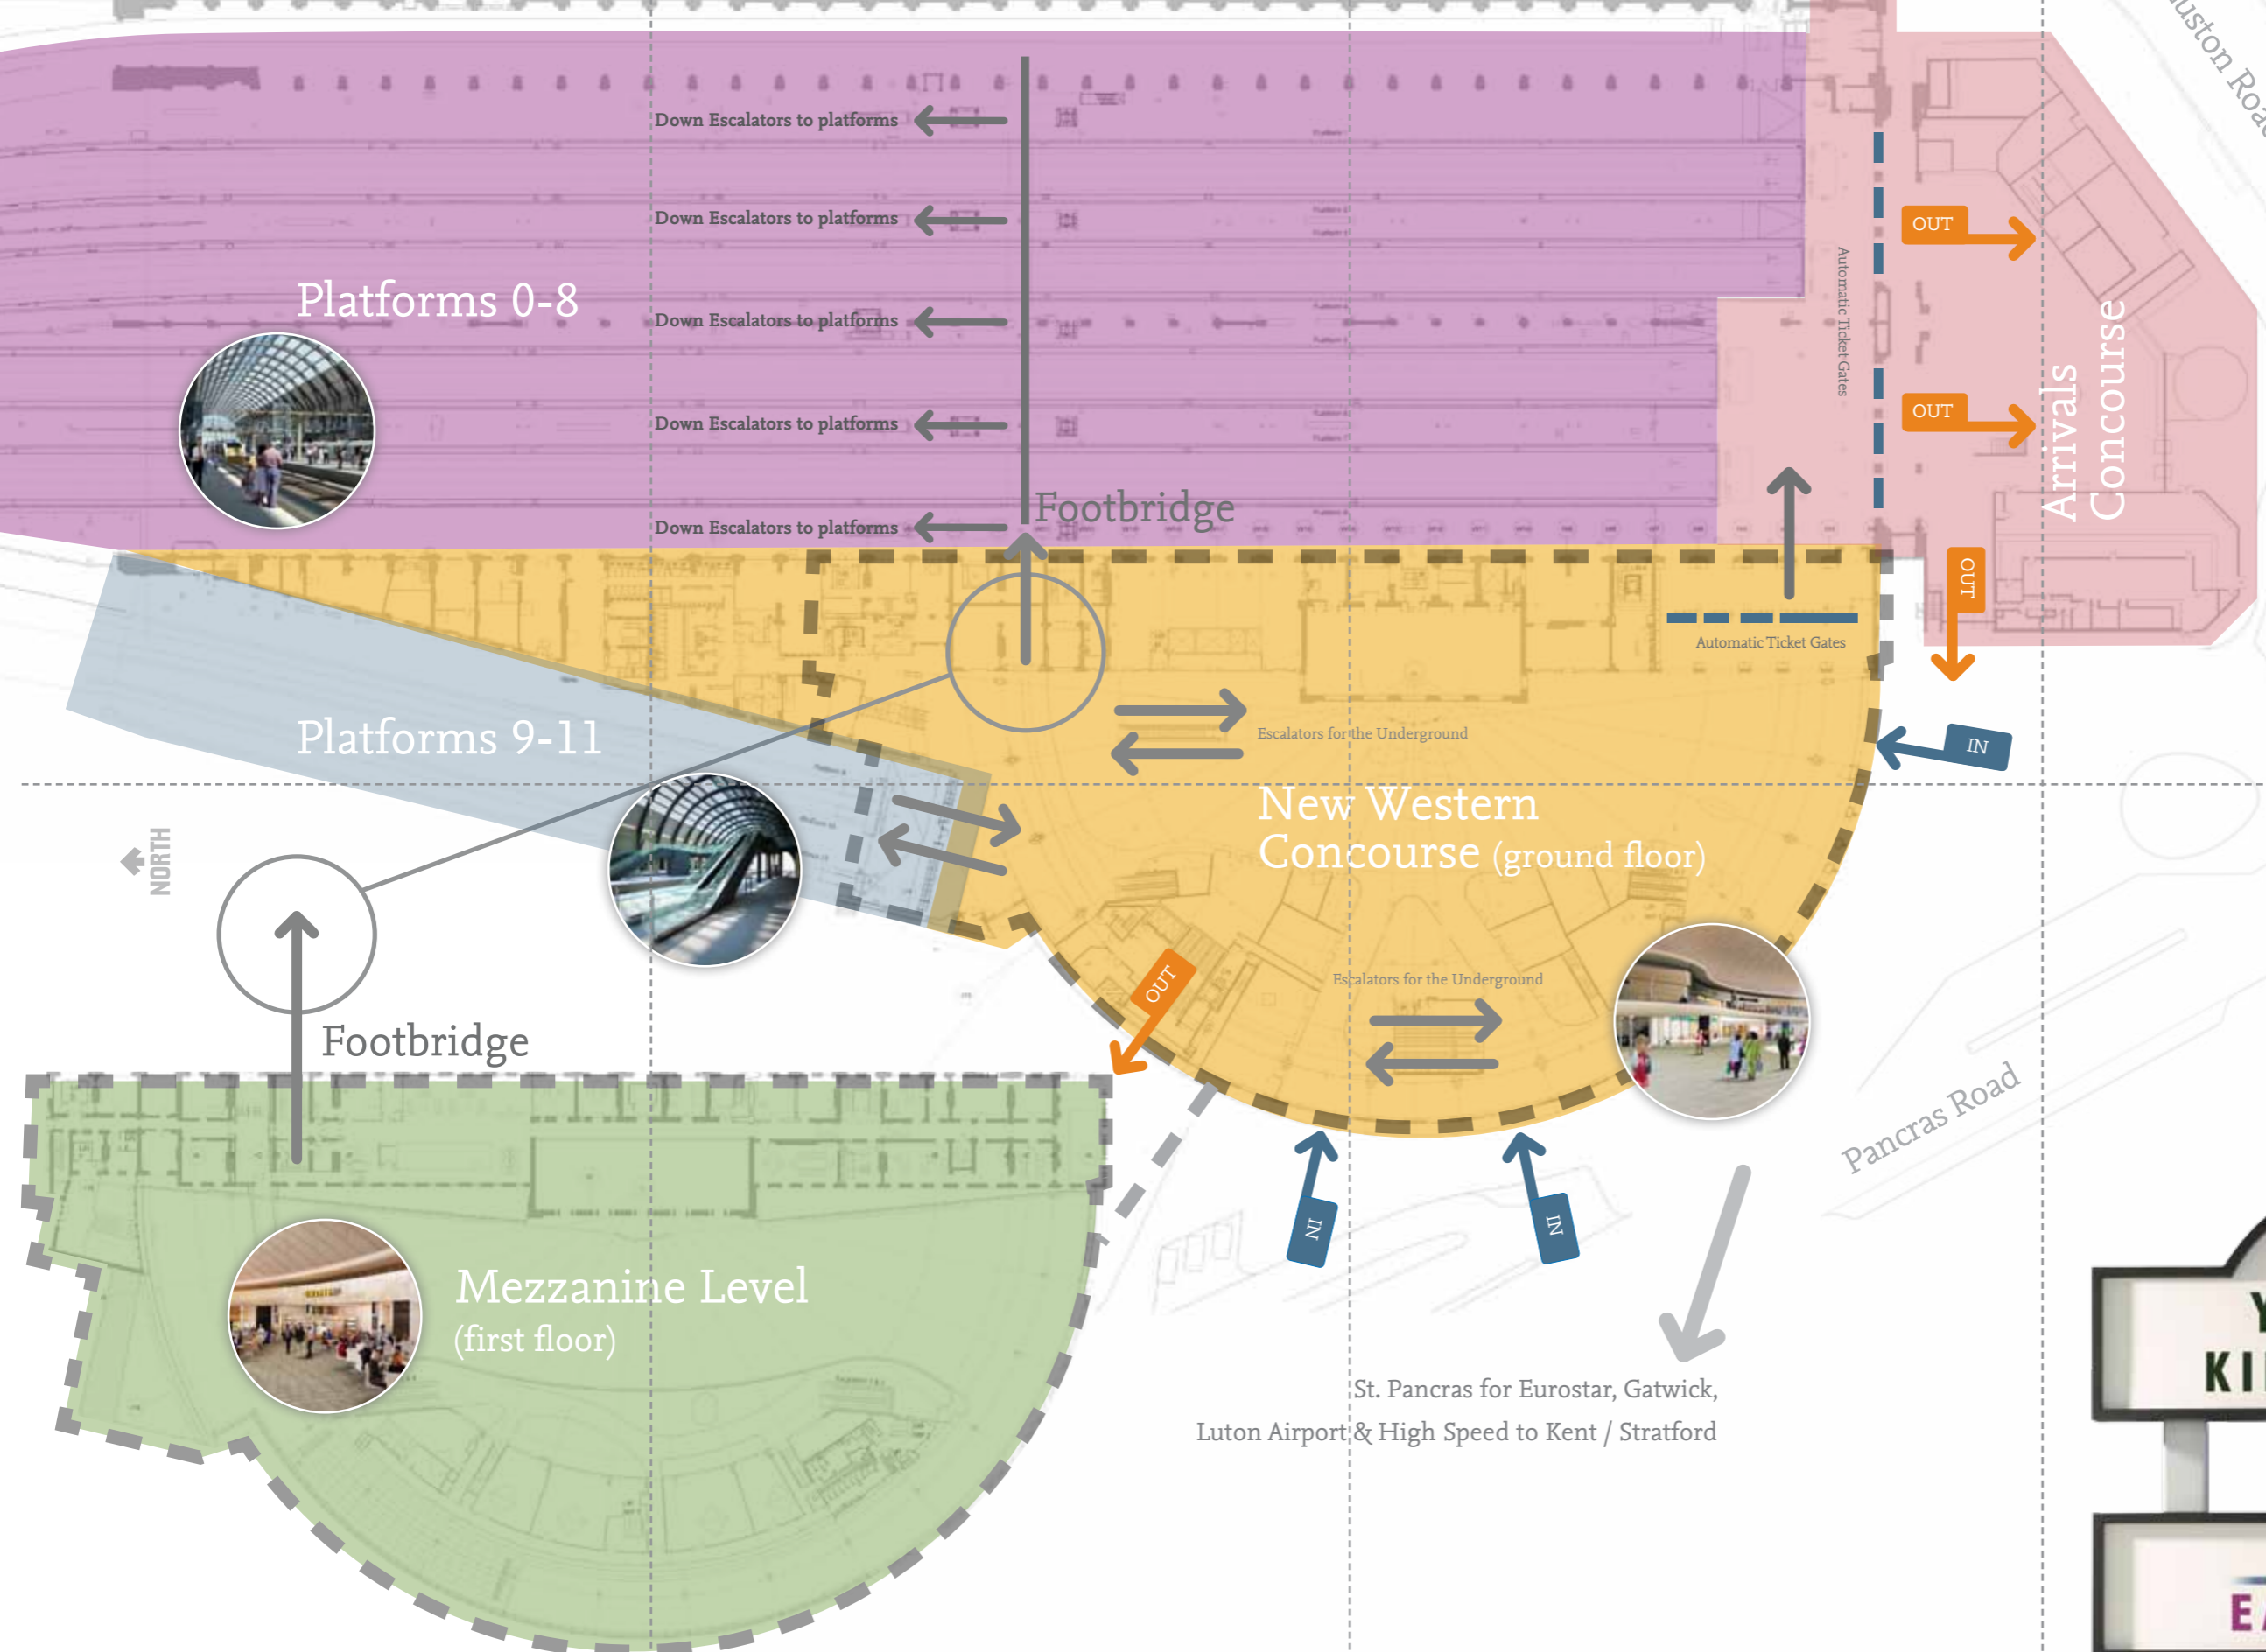 Down Escalators to platforms
Down Escalators to platforms
Platforms 0-8
Down Escalators to platforms
Down Escalators to platforms
Footbridge
Down Escalators to platforms
Automatic Ticket Gates
OUT
OUT
Arrivals
Concourse
OUT
Automatic Ticket Gates
Platforms 9-11
Escalators for the Underground
IN
New Western
Concourse (ground floor)
NORTH
OUT
Escalators for the Underground
Footbridge
Pancras Road
IN
IN
Mezzanine Level
(first floor)
St. Pancras for Eurostar, Gatwick,
Luton Airport & High Speed to Kent / Stratford